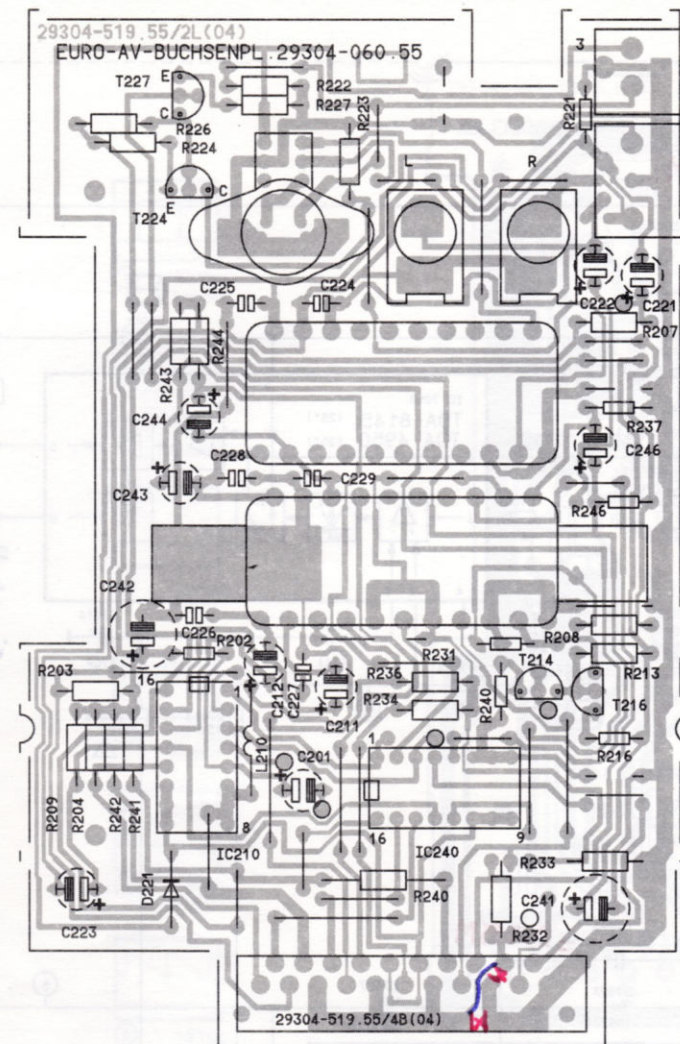 29304-519.55/2L(04)
EURO-AV-BUCHSENPL. 29304-060.55
3
T227
E
C
R222
R227
R226
R224
R223
R221
L
R
T224
E
C
C225
C224
C222
C221
R207
R243
R244
C244
R237
C246
C228
C229
C243
R246
C242
C226
R202
R208
R213
R203
16
1
C212
C227
C211
R231
R236
R234
R240
T214
T216
L210
C201
1
R216
R209
R204
R242
R241
8
IC210
16
9
IC240
R233
D221
R240
C241
R232
C223
29304-519.55/4B(04)